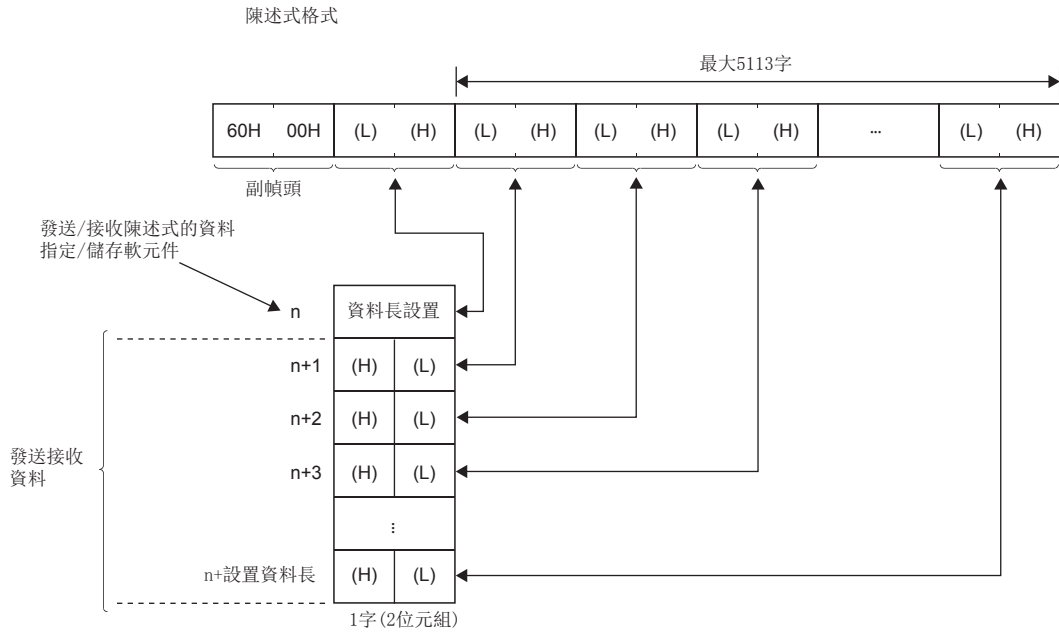 陳述式格式
最大5113字
60H 00H (L) (H) (L) (H) (L) (H) (L) (H) ... (L) (H)
副幀頭
發送/接收陳述式的資料
指定/儲存軟元件
n 資料長設置
n+1 (H) (L)
n+2 (H) (L)
n+3 (H) (L)
...
發送接收
資料
n+設置資料長 (H) (L)
1字(2位元組)